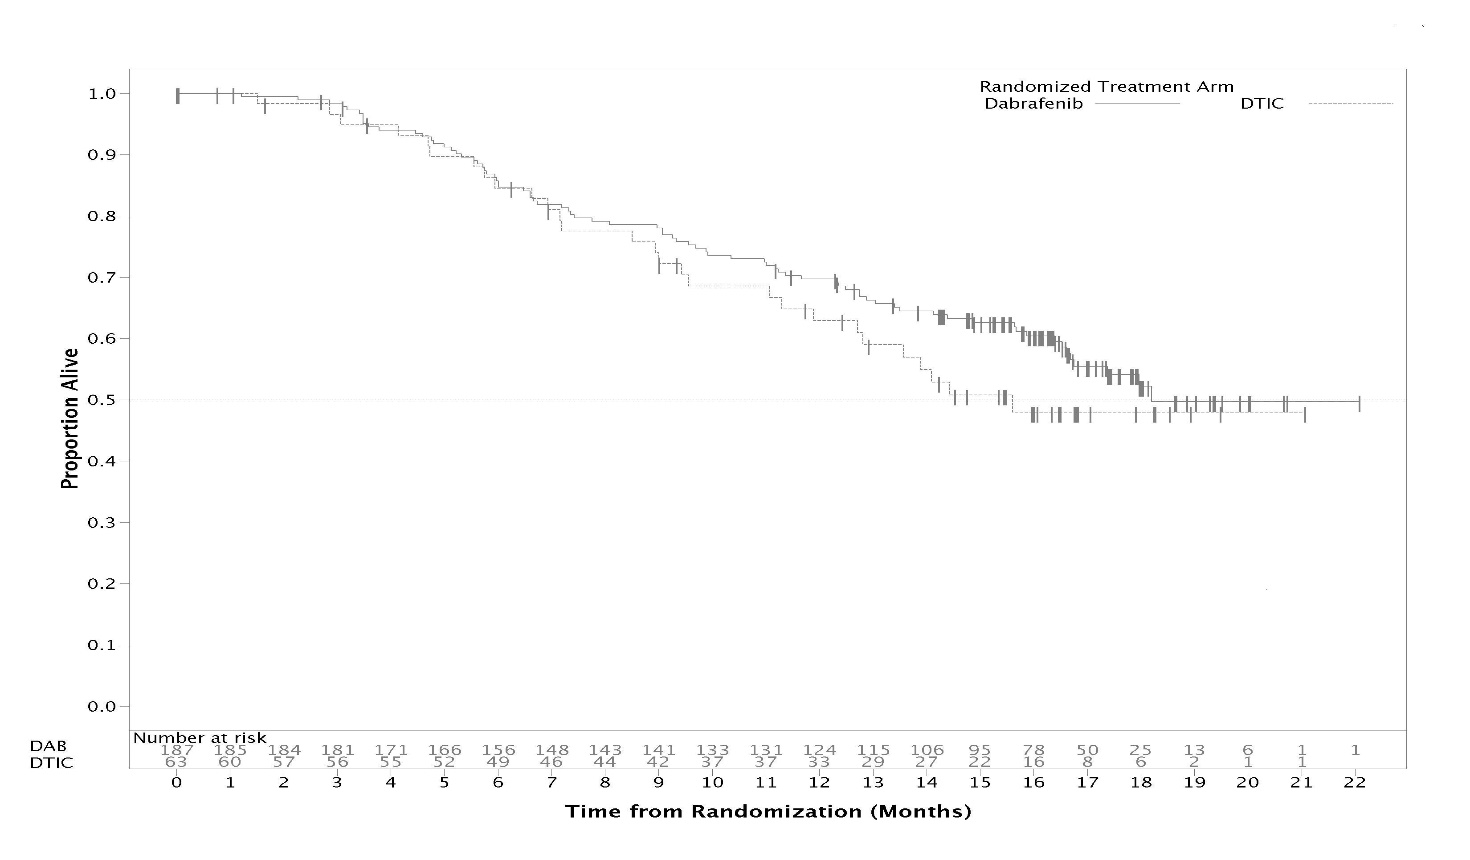 Randomized Treatment Arm
Dabrafenib DTIC
1.0
0.9
0.8
0.7
0.6
0.5
0.4
0.3
0.2
0.1
0.0
Proportion Alive
Number at risk
DAB 187 185 184 181 171 166 156 148 143 141 133 131 124 115 106 95 78 50 25 13 6 1 1
DTIC 63 60 57 56 55 52 49 46 44 42 37 37 33 29 27 22 16 8 6 2 1 1
0 1 2 3 4 5 6 7 8 9 10 11 12 13 14 15 16 17 18 19 20 21 22
Time from Randomization (Months)